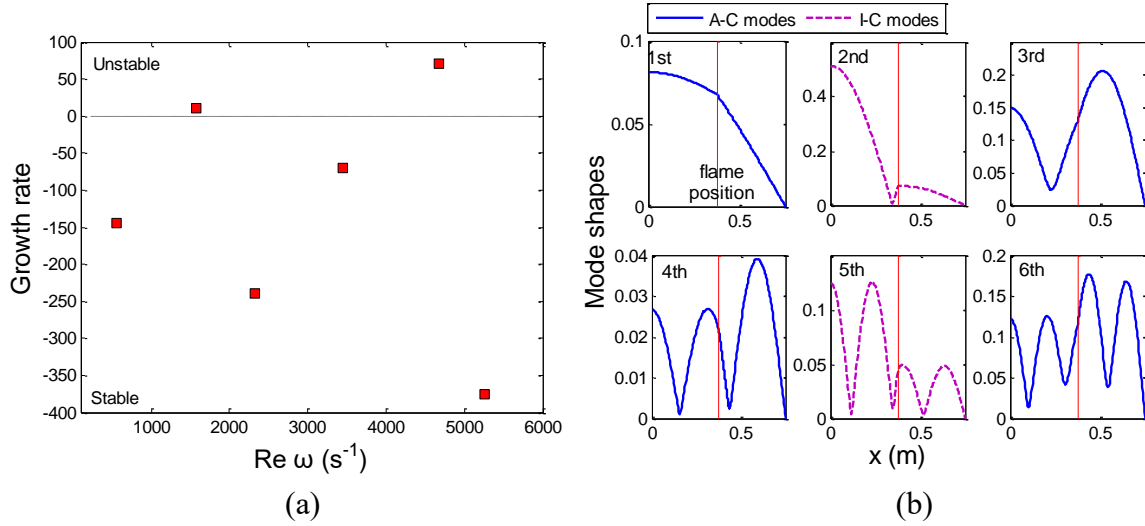 100
50
0
-50
-100
-150
-200
-250
-300
-350
-400
Unstable
Stable
Growth rate
1000 2000 3000 4000 5000 6000
Re ω (s⁻¹)
(a)
A-C modes I-C modes
Mode shapes
0.1
0.05
0
1st
flame
position
0 0.5
0.4
0.2
0
2nd
0 0.5
0.2
0.15
0.1
0.05
0
3rd
0 0.5
0.04
0.03
0.02
0.01
0
4th
0 0.5
0.1
0.05
0
5th
0 0.5
0.2
0.15
0.1
0.05
0
6th
0 0.5
x (m)
(b)